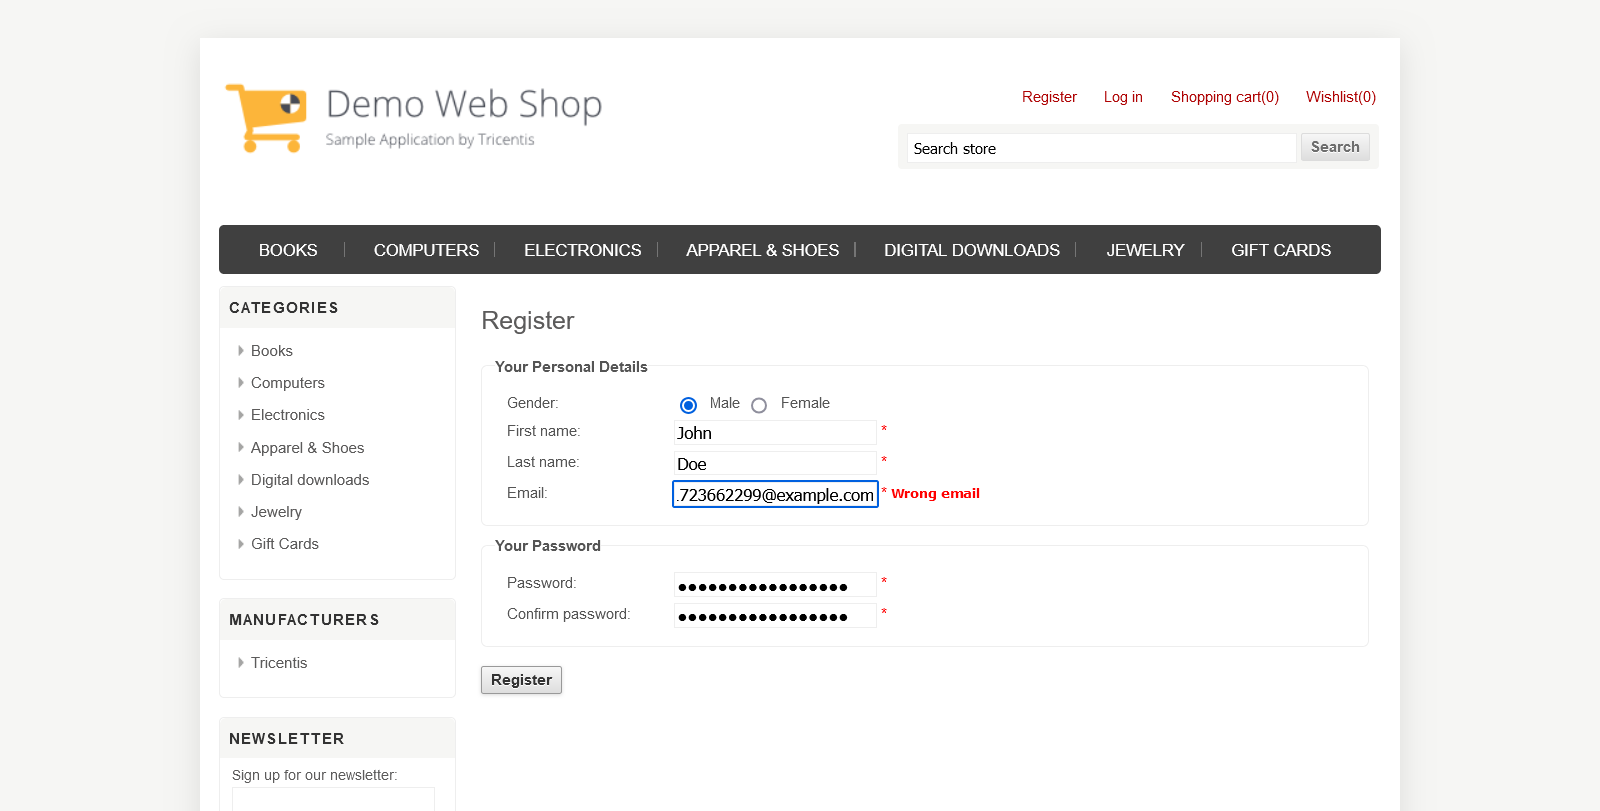 Demo Web Shop
Sample Application by Tricentis
Register Log in Shopping cart(0) Wishlist(0)
Search store Search
BOOKS COMPUTERS ELECTRONICS APPAREL & SHOES DIGITAL DOWNLOADS JEWELRY GIFT CARDS
CATEGORIES
Books
Computers
Electronics
Apparel & Shoes
Digital downloads
Jewelry
Gift Cards
MANUFACTURERS
Tricentis
NEWSLETTER
Sign up for our newsletter:
Register
Your Personal Details
Gender: Male Female
First name: John *
Last name: Doe *
Email: .723662299@example.com * Wrong email
Your Password
Password: ••••••••••••••••• *
Confirm password: ••••••••••••••••• *
Register